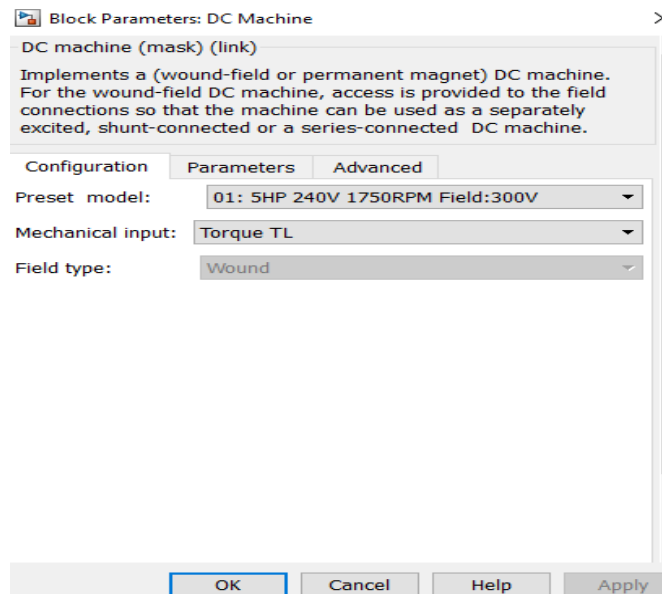 Block Parameters: DC Machine
DC machine (mask) (link)
Implements a (wound-field or permanent magnet) DC machine.
For the wound-field DC machine, access is provided to the field
connections so that the machine can be used as a separately
excited, shunt-connected or a series-connected DC machine.
Configuration Parameters Advanced
Preset model: 01: 5HP 240V 1750RPM Field:300V
Mechanical input: Torque TL
Field type: Wound
OK Cancel Help Apply